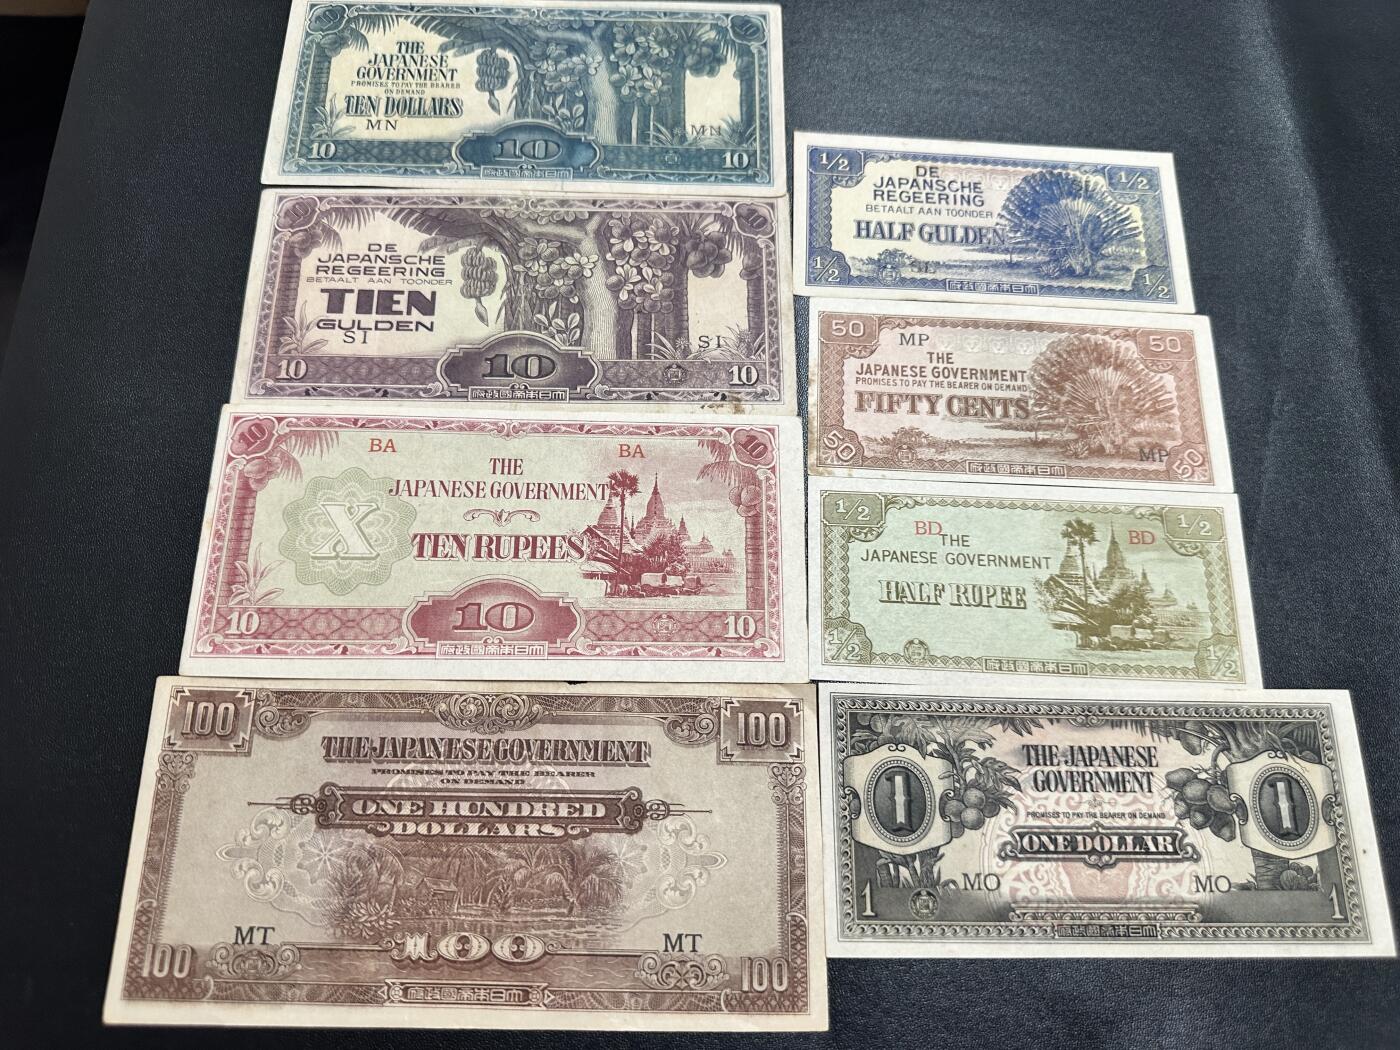 10
10
THE
JAPANESE
GOVERNMENT
PROMISES TO PAY THE BEARER
ON DEMAND
TEN DOLLARS
MN
MN
10
10
10
大日本帝國政府
10
10
DE
JAPANSCHE
REGEERING
BETAALT AAN TOONDER
TIEN
GULDEN
SI
SI
10
10
10
大日本帝國政府
10
10
BA
BA
THE
JAPANESE GOVERNMENT
X
TEN RUPEES
10
10
10
大日本帝國政府
100
100
THE JAPANESE GOVERNMENT
PROMISES TO PAY THE BEARER
ON DEMAND
ONE HUNDRED
DOLLARS
MT
MT
100
100
100
大日本帝國政府
1/2
1/2
DE
JAPANSCHE
REGEERING
BETAALT AAN TOONDER
HALF GULDEN
SL
SL
1/2
1/2
大日本帝國政府
50
50
MP
THE
JAPANESE GOVERNMENT
PROMISES TO PAY THE BEARER ON DEMAND
FIFTY CENTS
MP
50
50
大日本帝國政府
1/2
1/2
BD
BD
THE
JAPANESE GOVERNMENT
HALF RUPEE
1/2
1/2
大日本帝國政府
THE JAPANESE
GOVERNMENT
1
1
PROMISES TO PAY THE BEARER ON DEMAND
ONE DOLLAR
MO
MO
1
1
大日本帝國政府